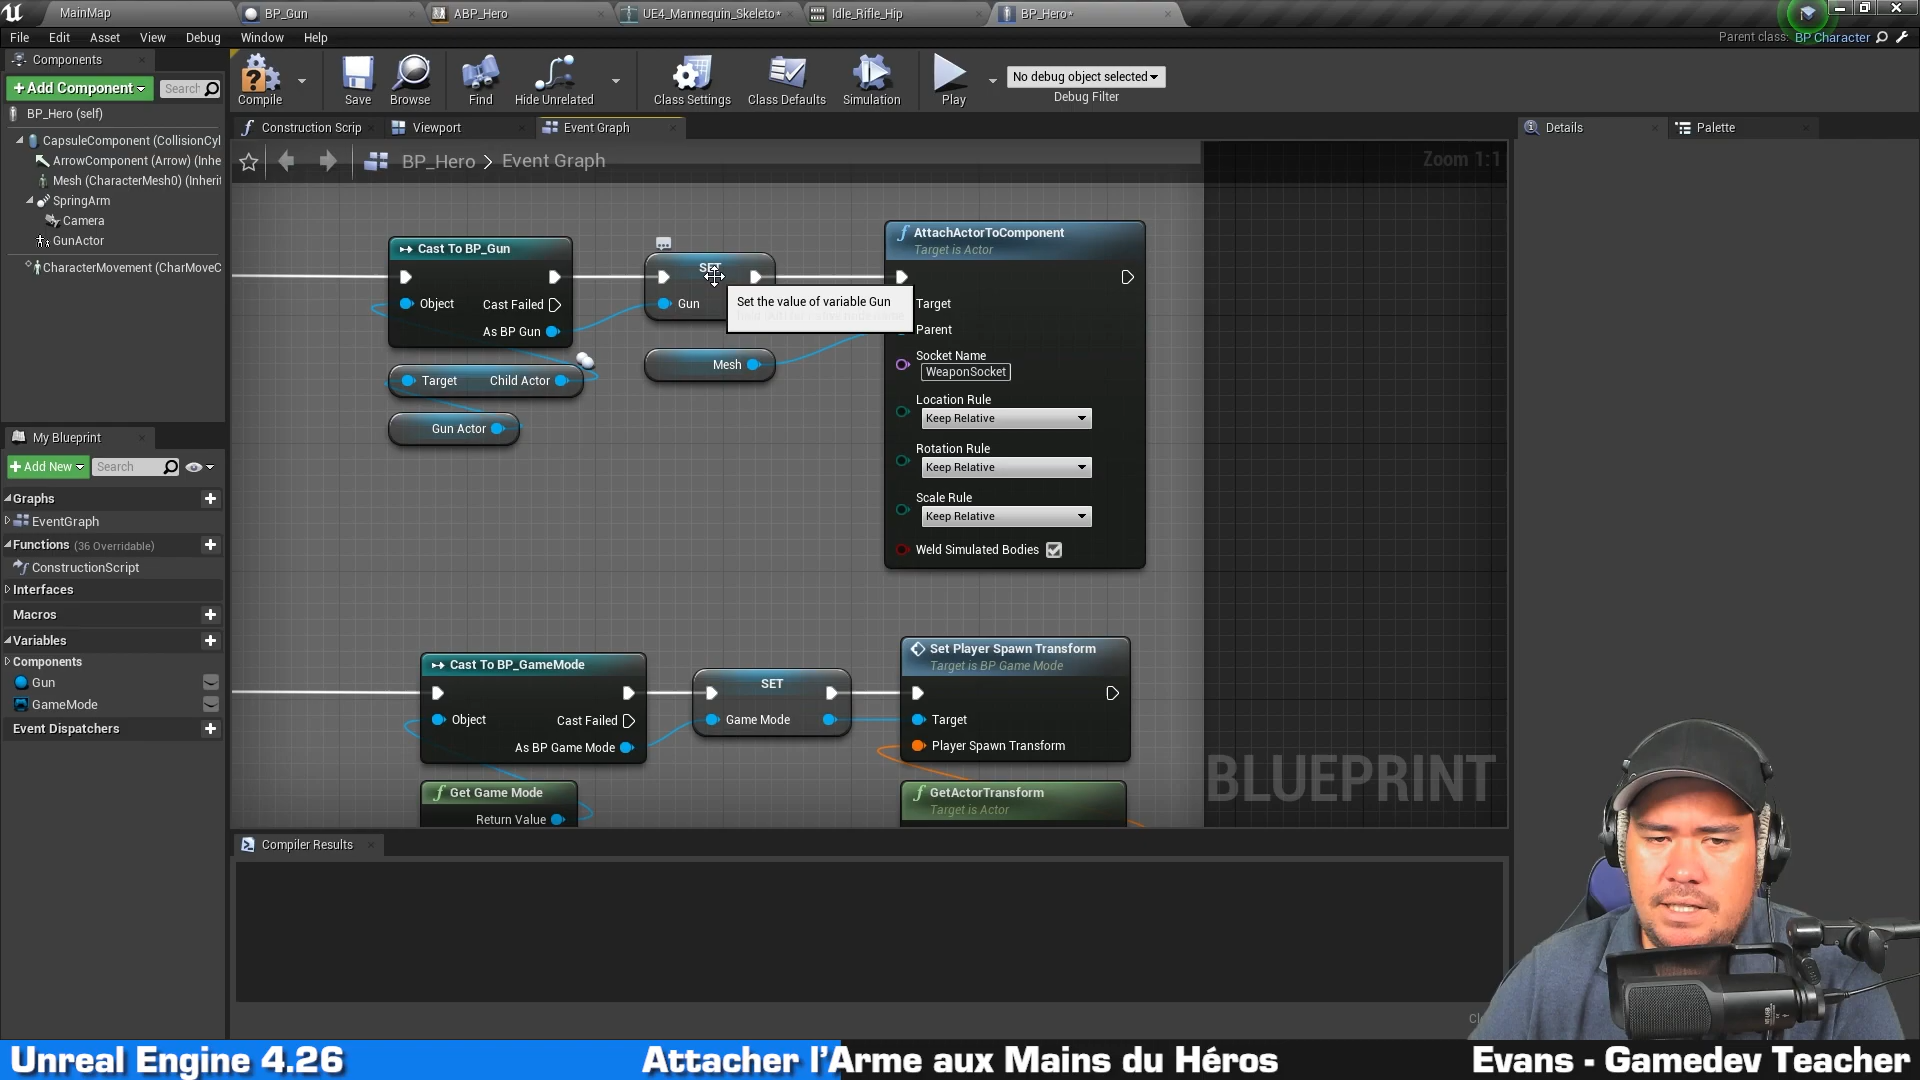 MainMap
BP_Gun
ABP_Hero
UE4_Mannequin_Skeleto*
Idle_Rifle_Hip
BP_Hero*
File Edit Asset View Debug Window Help
Parent class: BP Character
Components
+Add Component
Search
BP_Hero (self)
CapsuleComponent (CollisionCyl
ArrowComponent (Arrow) (Inhe
Mesh (CharacterMesh0) (Inherit
SpringArm
Camera
GunActor
CharacterMovement (CharMoveC
Compile
Save
Browse
Find
Hide Unrelated
Class Settings
Class Defaults
Simulation
Play
No debug object selected
Debug Filter
Construction Scrip
Viewport
Event Graph
Details
Palette
BP_Hero > Event Graph
Zoom 1:1
Cast To BP_Gun
Object
Cast Failed
As BP Gun
Target Child Actor
Gun Actor
SET
Gun
Set the value of variable Gun
Mesh
AttachActorToComponent
Target is Actor
Target
Parent
Socket Name
WeaponSocket
Location Rule
Keep Relative
Rotation Rule
Keep Relative
Scale Rule
Keep Relative
Weld Simulated Bodies
My Blueprint
+Add New
Search
Graphs
EventGraph
Functions (36 Overridable)
ConstructionScript
Interfaces
Macros
Variables
Components
Gun
GameMode
Event Dispatchers
Cast To BP_GameMode
Object
Cast Failed
As BP Game Mode
Get Game Mode
Return Value
SET
Game Mode
Set Player Spawn Transform
Target is BP Game Mode
Target
Player Spawn Transform
GetActorTransform
Target is Actor
BLUEPRINT
Compiler Results
Unreal Engine 4.26
Attacher l'Arme aux Mains du Héros
Evans - Gamedev Teacher